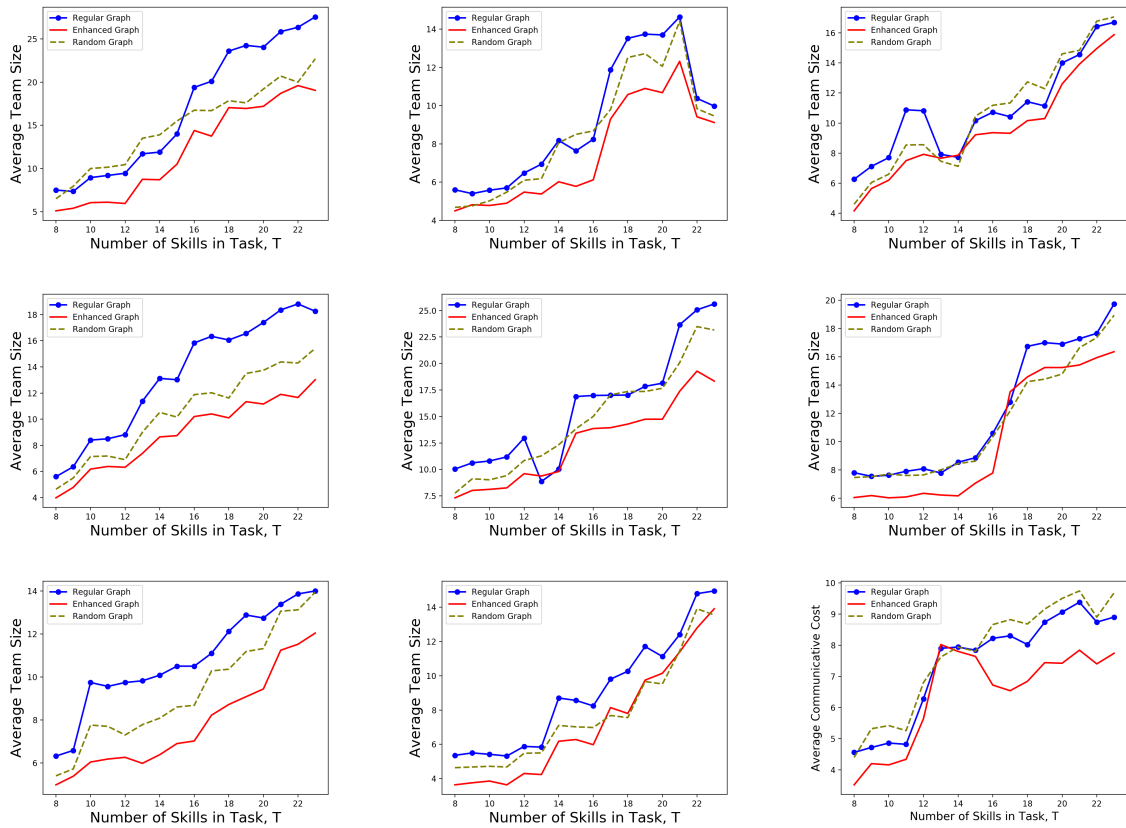 Regular Graph
Enhanced Graph
Random Graph
25
20
15
10
5
Average Team Size
8 10 12 14 16 18 20 22
Number of Skills in Task, T
Regular Graph
Enhanced Graph
Random Graph
14
12
10
8
6
4
Average Team Size
8 10 12 14 16 18 20 22
Number of Skills in Task, T
Regular Graph
Enhanced Graph
Random Graph
16
14
12
10
8
6
4
Average Team Size
8 10 12 14 16 18 20 22
Number of Skills in Task, T
Regular Graph
Enhanced Graph
Random Graph
18
16
14
12
10
8
6
4
Average Team Size
8 10 12 14 16 18 20 22
Number of Skills in Task, T
Regular Graph
Enhanced Graph
Random Graph
25.0
22.5
20.0
17.5
15.0
12.5
10.0
7.5
Average Team Size
8 10 12 14 16 18 20 22
Number of Skills in Task, T
Regular Graph
Enhanced Graph
Random Graph
20
18
16
14
12
10
8
6
Average Team Size
8 10 12 14 16 18 20 22
Number of Skills in Task, T
Regular Graph
Enhanced Graph
Random Graph
14
12
10
8
6
Average Team Size
8 10 12 14 16 18 20 22
Number of Skills in Task, T
Regular Graph
Enhanced Graph
Random Graph
14
12
10
8
6
4
Average Team Size
8 10 12 14 16 18 20 22
Number of Skills in Task, T
Regular Graph
Enhanced Graph
Random Graph
10
9
8
7
6
5
4
Average Communicative Cost
8 10 12 14 16 18 20 22
Number of Skills in Task, T